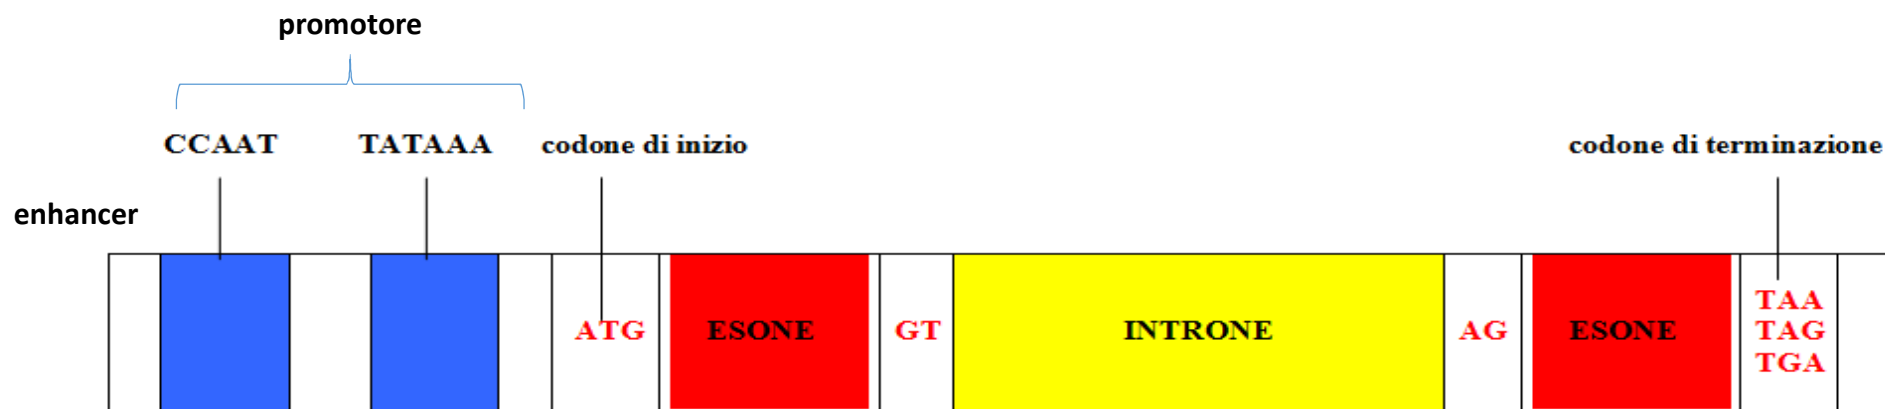 promotore
CCAAT TATAAA codone di inizio codone di terminazione
enhancer
ATG ESONE GT INTRONE AG ESONE TAA
TAG
TGA